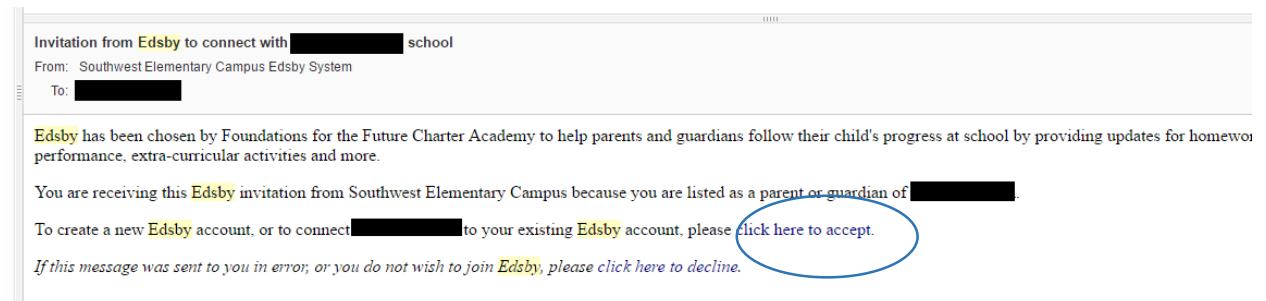 Invitation from Edsby to connect with school
From: Southwest Elementary Campus Edsby System
To:
Edsby has been chosen by Foundations for the Future Charter Academy to help parents and guardians follow their child's progress at school by providing updates for
performance, extra-curricular activities and more.
You are receiving this Edsby invitation from Southwest Elementary Campus because you are listed as a parent or guardian of .
To create a new Edsby account, or to connect to your existing Edsby account, please click here to accept.
If this message was sent to you in error, or you do not wish to join Edsby, please click here to decline.